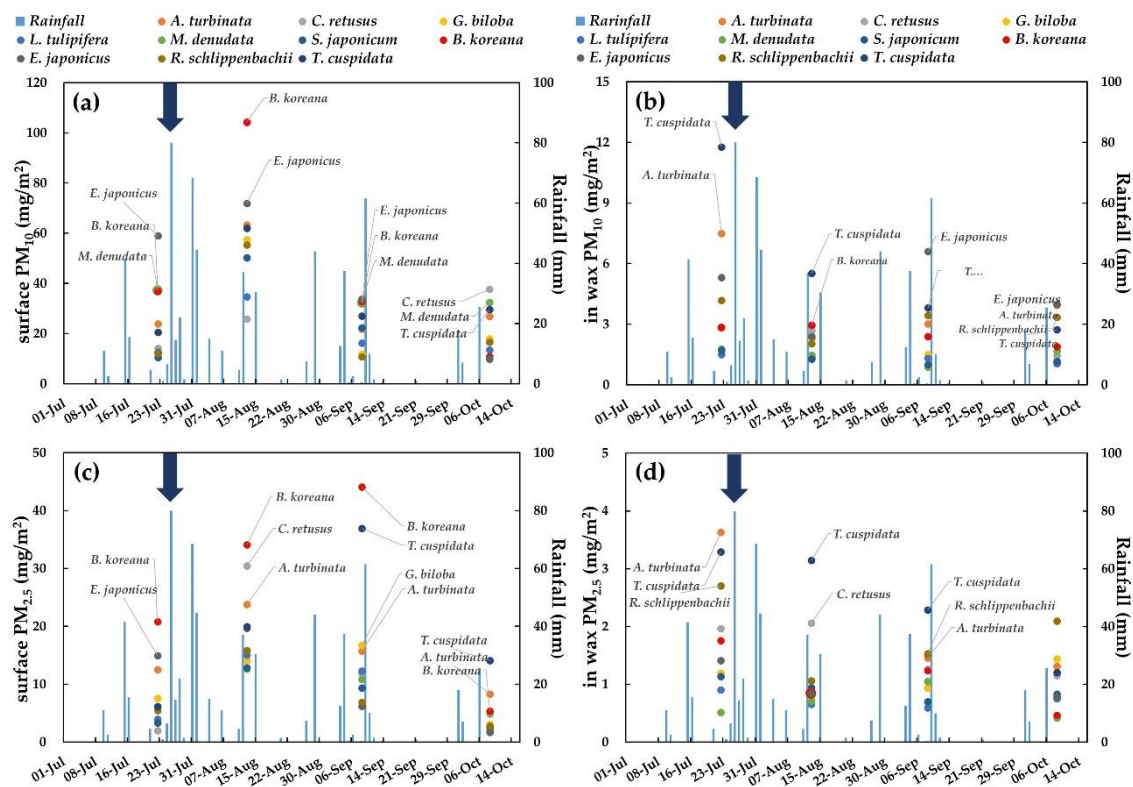 Rainfall
A. turbinata
C. retusus
G. biloba
L. tulipifera
M. denudata
S. japonicum
B. koreana
E. japonicus
R. schlippenbachii
T. cuspidata
Rarinfall
A. turbinata
C. retusus
G. biloba
L. tulipifera
M. denudata
S. japonicum
B. koreana
E. japonicus
R. schlippenbachii
T. cuspidata
(a)
surface PM10 (mg/m2)
120
100
80
60
40
20
0
Rainfall (mm)
100
80
60
40
20
0
B. koreana
E. japonicus
E. japonicus
B. koreana
M. denudata
E. japonicus
B. koreana
M. denudata
C. retusus
M. denudata
T. cuspidata
01-Jul
08-Jul
16-Jul
23-Jul
31-Jul
07-Aug
15-Aug
22-Aug
30-Aug
06-Sep
14-Sep
21-Sep
29-Sep
06-Oct
14-Oct
(b)
in wax PM10 (mg/m2)
15
12
9
6
3
0
Rainfall (mm)
100
80
60
40
20
0
T. cuspidata
A. turbinata
T. cuspidata
B. koreana
E. japonicus
T....
E. japonicus
A. turbinata
R. schlippenbachii
T. cuspidata
01-Jul
08-Jul
16-Jul
23-Jul
31-Jul
07-Aug
15-Aug
22-Aug
30-Aug
06-Sep
14-Sep
21-Sep
29-Sep
06-Oct
14-Oct
(c)
surface PM2.5 (mg/m2)
50
40
30
20
10
0
Rainfall (mm)
100
80
60
40
20
0
B. koreana
C. retusus
A. turbinata
B. koreana
E. japonicus
B. koreana
T. cuspidata
G. biloba
A. turbinata
T. cuspidata
A. turbinata
B. koreana
01-Jul
08-Jul
16-Jul
23-Jul
31-Jul
07-Aug
15-Aug
22-Aug
30-Aug
06-Sep
14-Sep
21-Sep
29-Sep
06-Oct
14-Oct
(d)
in wax PM2.5 (mg/m2)
5
4
3
2
1
0
Rainfall (mm)
100
80
60
40
20
0
A. turbinata
T. cuspidata
R. schlippenbachii
T. cuspidata
C. retusus
T. cuspidata
R. schlippenbachii
A. turbinata
01-Jul
08-Jul
16-Jul
23-Jul
31-Jul
07-Aug
15-Aug
22-Aug
30-Aug
06-Sep
14-Sep
21-Sep
29-Sep
06-Oct
14-Oct